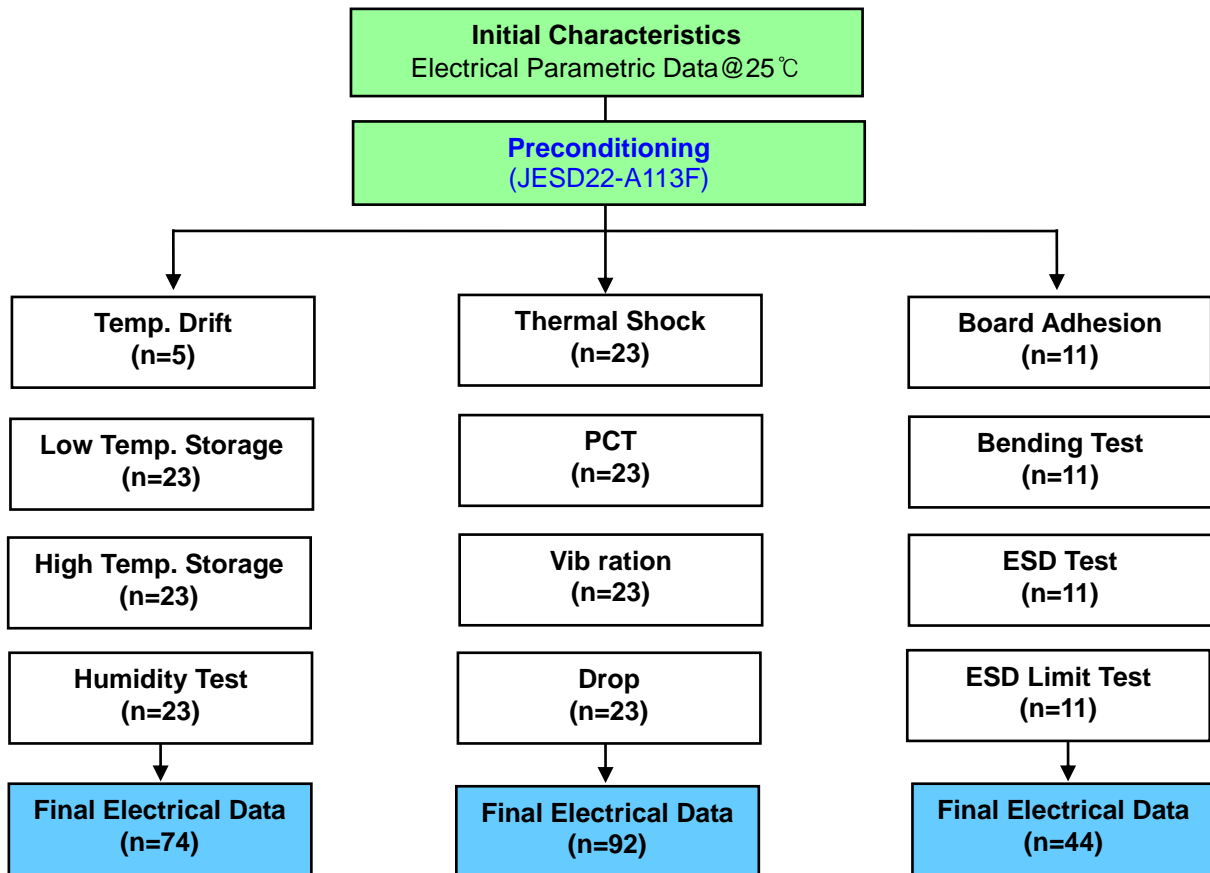 Initial Characteristics
Electrical Parametric Data@25℃
Preconditioning
(JESD22-A113F)
Temp. Drift
(n=5)
Low Temp. Storage
(n=23)
High Temp. Storage
(n=23)
Humidity Test
(n=23)
Final Electrical Data
(n=74)
Thermal Shock
(n=23)
PCT
(n=23)
Vib ration
(n=23)
Drop
(n=23)
Final Electrical Data
(n=92)
Board Adhesion
(n=11)
Bending Test
(n=11)
ESD Test
(n=11)
ESD Limit Test
(n=11)
Final Electrical Data
(n=44)